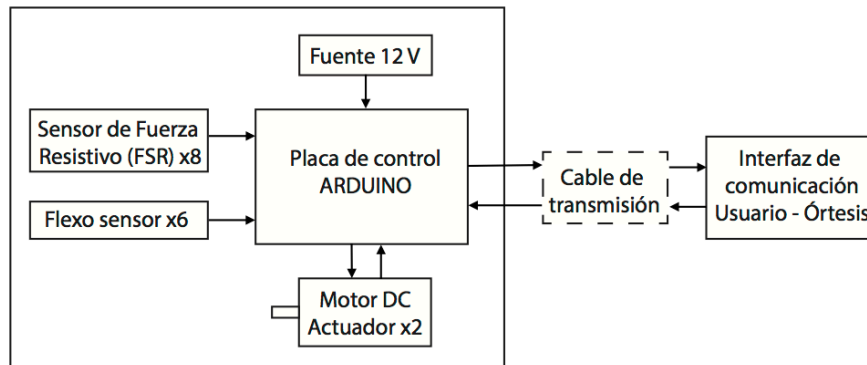 Fuente 12 V
Sensor de Fuerza
Resistivo (FSR) x8
Placa de control
ARDUINO
Flexo sensor x6
Motor DC
Actuador x2
Cable de
transmisión
Interfaz de
comunicación
Usuario - Órtesis